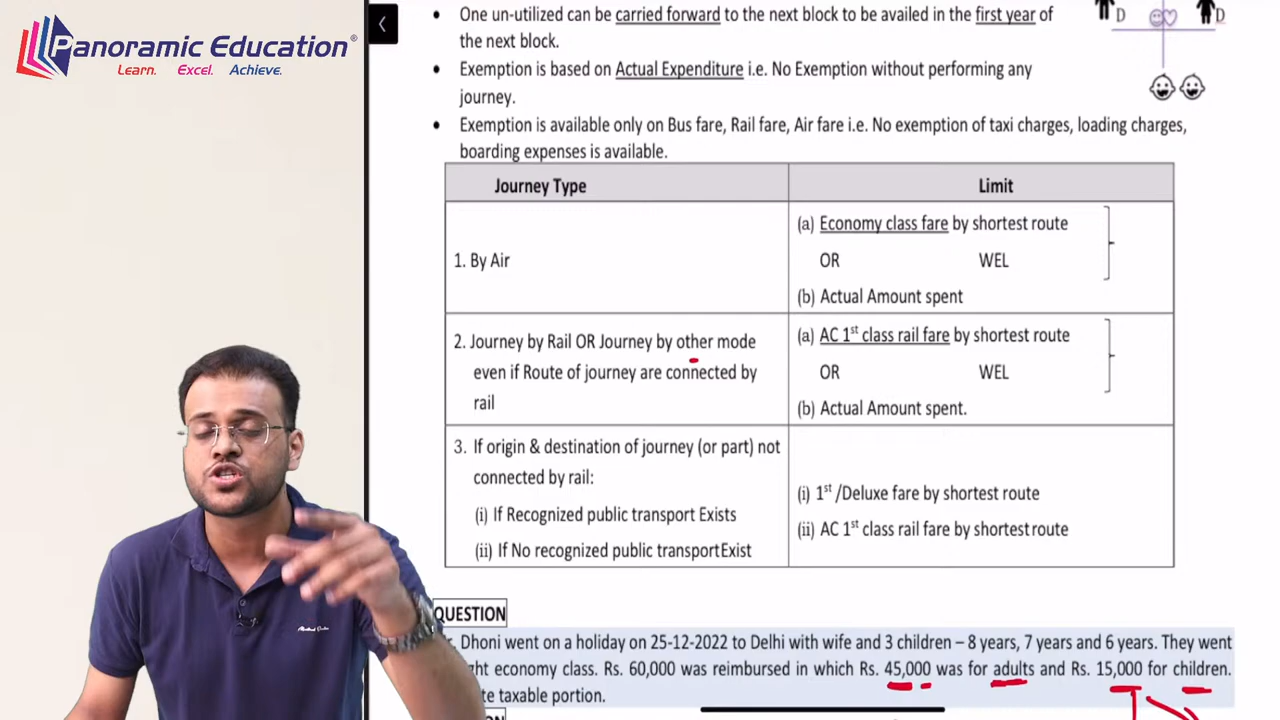 Panoramic Education®
Learn. Excel. Achieve.
D D
• One un-utilized can be carried forward to the next block to be availed in the first year of
the next block.
• Exemption is based on Actual Expenditure i.e. No Exemption without performing any
journey.
• Exemption is available only on Bus fare, Rail fare, Air fare i.e. No exemption of taxi charges, loading charges,
boarding expenses is available.
Journey Type Limit
1. By Air
(a) Economy class fare by shortest route
OR WEL
(b) Actual Amount spent
2. Journey by Rail OR Journey by other mode
even if Route of journey are connected by
rail
(a) AC 1st class rail fare by shortest route
OR WEL
(b) Actual Amount spent.
3. If origin & destination of journey (or part) not
connected by rail:
(i) If Recognized public transport Exists
(ii) If No recognized public transport Exist
(i) 1st /Deluxe fare by shortest route
(ii) AC 1st class rail fare by shortest route
QUESTION
Dhoni went on a holiday on 25-12-2022 to Delhi with wife and 3 children – 8 years, 7 years and 6 years. They went
economy class. Rs. 60,000 was reimbursed in which Rs. 45,000 was for adults and Rs. 15,000 for children.
taxable portion.